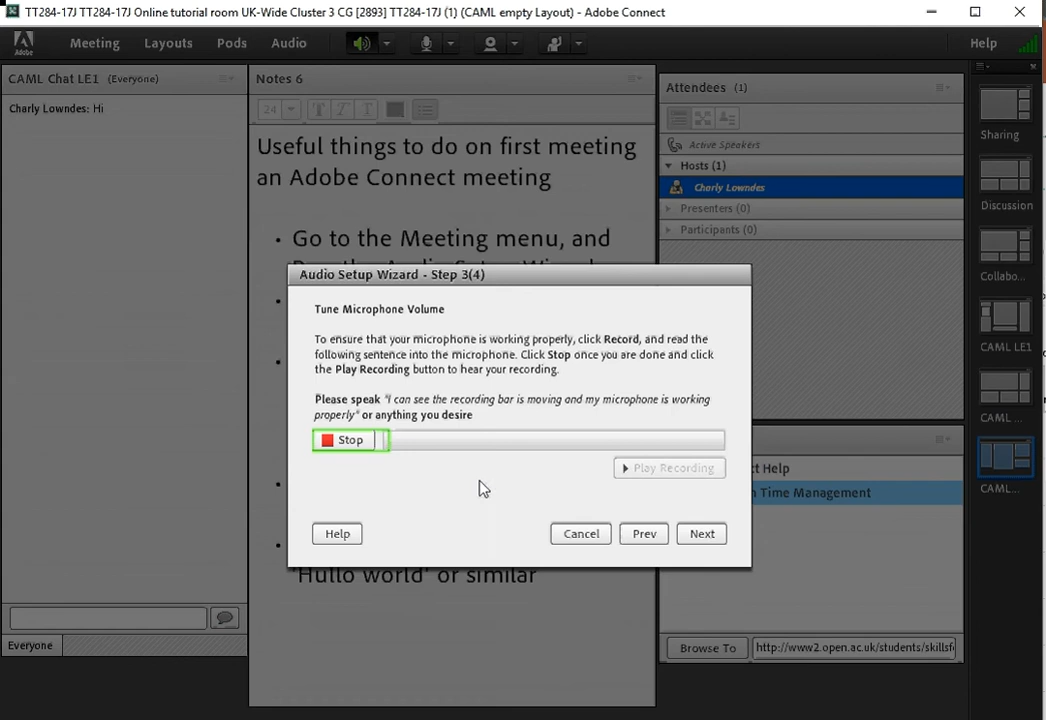 TT284-17J TT284-17J Online tutorial room UK-Wide Cluster 3 CG [2893] TT284-17J (1) (CAML empty Layout) - Adobe Connect
Adobe
Meeting
Layouts
Pods
Audio
Help
CAML Chat LE1 (Everyone)
Charly Lowndes: Hi
Everyone
Notes 6
24
T
T
T
Useful things to do on first meeting
an Adobe Connect meeting
• Go to the Meeting menu, and
'Hullo world' or similar
Audio Setup Wizard - Step 3(4)
Tune Microphone Volume
To ensure that your microphone is working properly, click Record, and read the
following sentence into the microphone. Click Stop once you are done and click
the Play Recording button to hear your recording.
Please speak "I can see the recording bar is moving and my microphone is working
properly" or anything you desire
Stop
Play Recording
Help
Cancel
Prev
Next
Attendees (1)
Active Speakers
Hosts (1)
Charly Lowndes
Presenters (0)
Participants (0)
Help
Time Management
Browse To
http://www2.open.ac.uk/students/skillsf
Sharing
Discussion
Collabo...
CAML LE1
CAML ...
CAML...